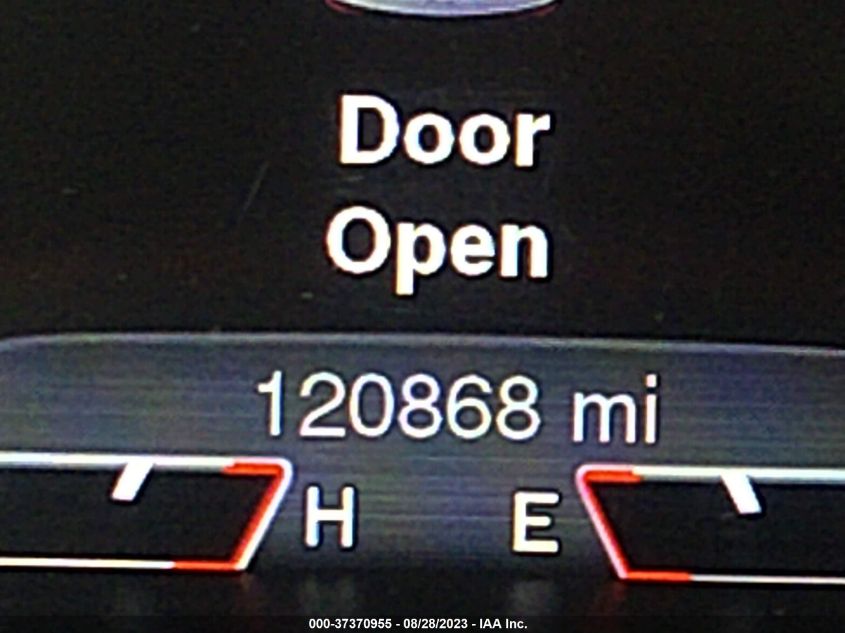 Door
Open
120868 mi
H E
000-37370955 - 08/28/2023 - IAA Inc.